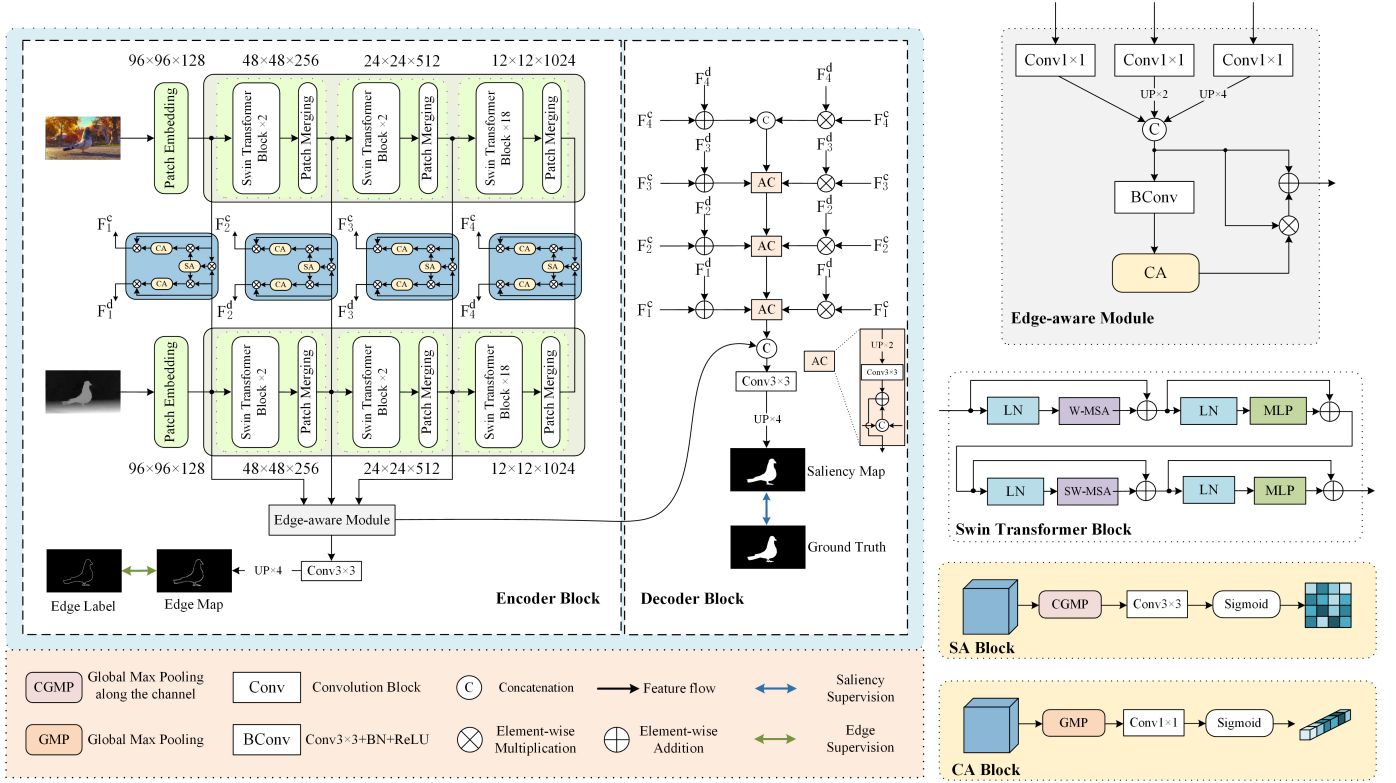 96×96×128
48×48×256
24×24×512
12×12×1024
Patch Embedding
Swin Transformer
Block ×2
Patch Merging
Swin Transformer
Block ×2
Patch Merging
Swin Transformer
Block ×18
Patch Merging
F₁ᶜ
F₂ᶜ
F₃ᶜ
F₄ᶜ
CA
SA
CA
CA
SA
CA
CA
SA
CA
CA
SA
CA
F₁ᵈ
F₂ᵈ
F₃ᵈ
F₄ᵈ
Patch Embedding
Swin Transformer
Block ×2
Patch Merging
Swin Transformer
Block ×2
Patch Merging
Swin Transformer
Block ×18
Patch Merging
96×96×128
48×48×256
24×24×512
12×12×1024
Edge-aware Module
Conv3×3
UP×4
Edge Label
Edge Map
Encoder Block
F₄ᵈ
F₄ᵈ
F₄ᶜ
C
F₄ᶜ
F₃ᵈ
F₃ᵈ
F₃ᶜ
AC
F₃ᶜ
F₂ᵈ
F₂ᵈ
F₂ᶜ
AC
F₂ᶜ
F₁ᵈ
F₁ᵈ
F₁ᶜ
AC
F₁ᶜ
C
Conv3×3
UP×4
AC
UP×2
Conv3×3
C
Saliency Map
Ground Truth
Decoder Block
Conv1×1
Conv1×1
Conv1×1
UP×2
UP×4
C
BConv
CA
Edge-aware Module
LN
W-MSA
LN
MLP
LN
SW-MSA
LN
MLP
Swin Transformer Block
CGMP
Conv3×3
Sigmoid
SA Block
GMP
Conv1×1
Sigmoid
CA Block
CGMP
Global Max Pooling
along the channel
Conv
Convolution Block
C
Concatenation
Feature flow
Saliency
Supervision
GMP
Global Max Pooling
BConv
Conv3×3+BN+ReLU
Element-wise
Multiplication
Element-wise
Addition
Edge
Supervision